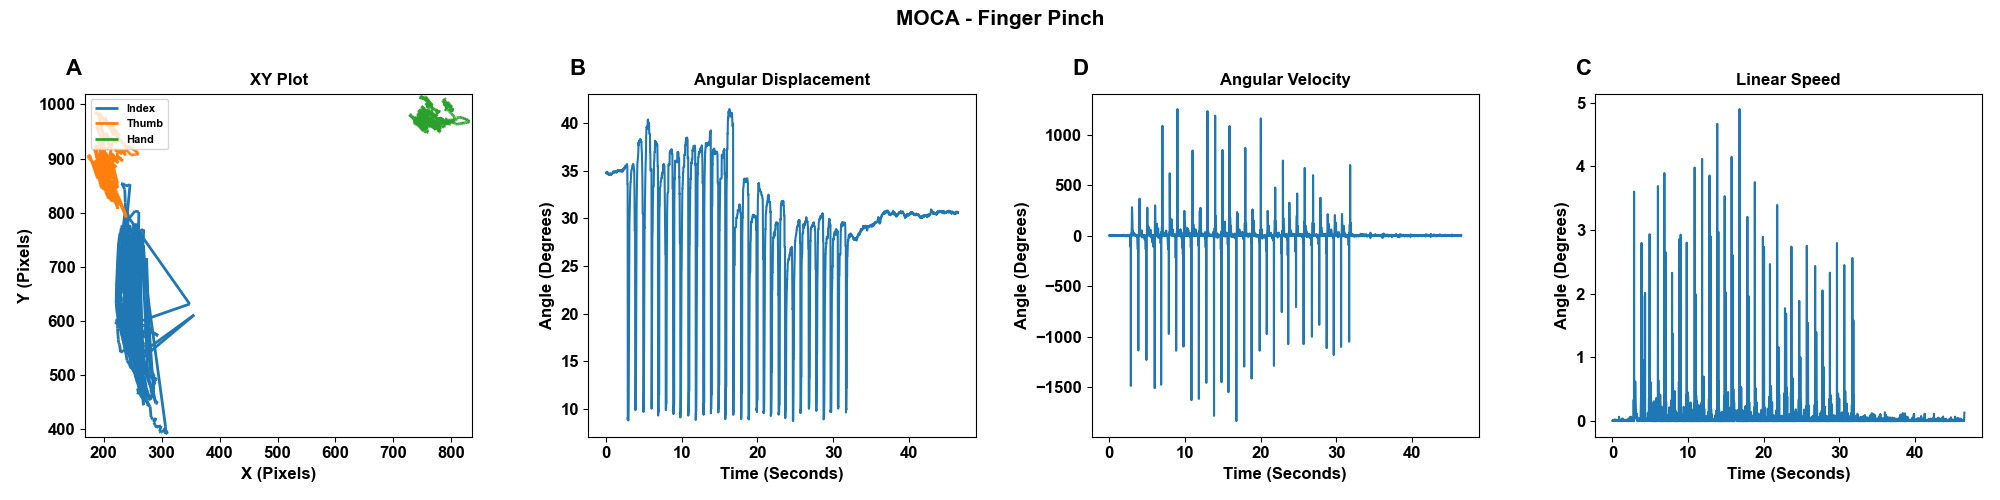 MOCA - Finger Pinch
A
XY Plot
Index
Thumb
Hand
1000
900
800
700
600
500
400
200 300 400 500 600 700 800
X (Pixels)
Y (Pixels)
B
Angular Displacement
40
35
30
25
20
15
10
0 10 20 30 40
Time (Seconds)
Angle (Degrees)
D
Angular Velocity
1000
500
0
−500
−1000
−1500
0 10 20 30 40
Time (Seconds)
Angle (Degrees)
C
Linear Speed
5
4
3
2
1
0
0 10 20 30 40
Time (Seconds)
Angle (Degrees)